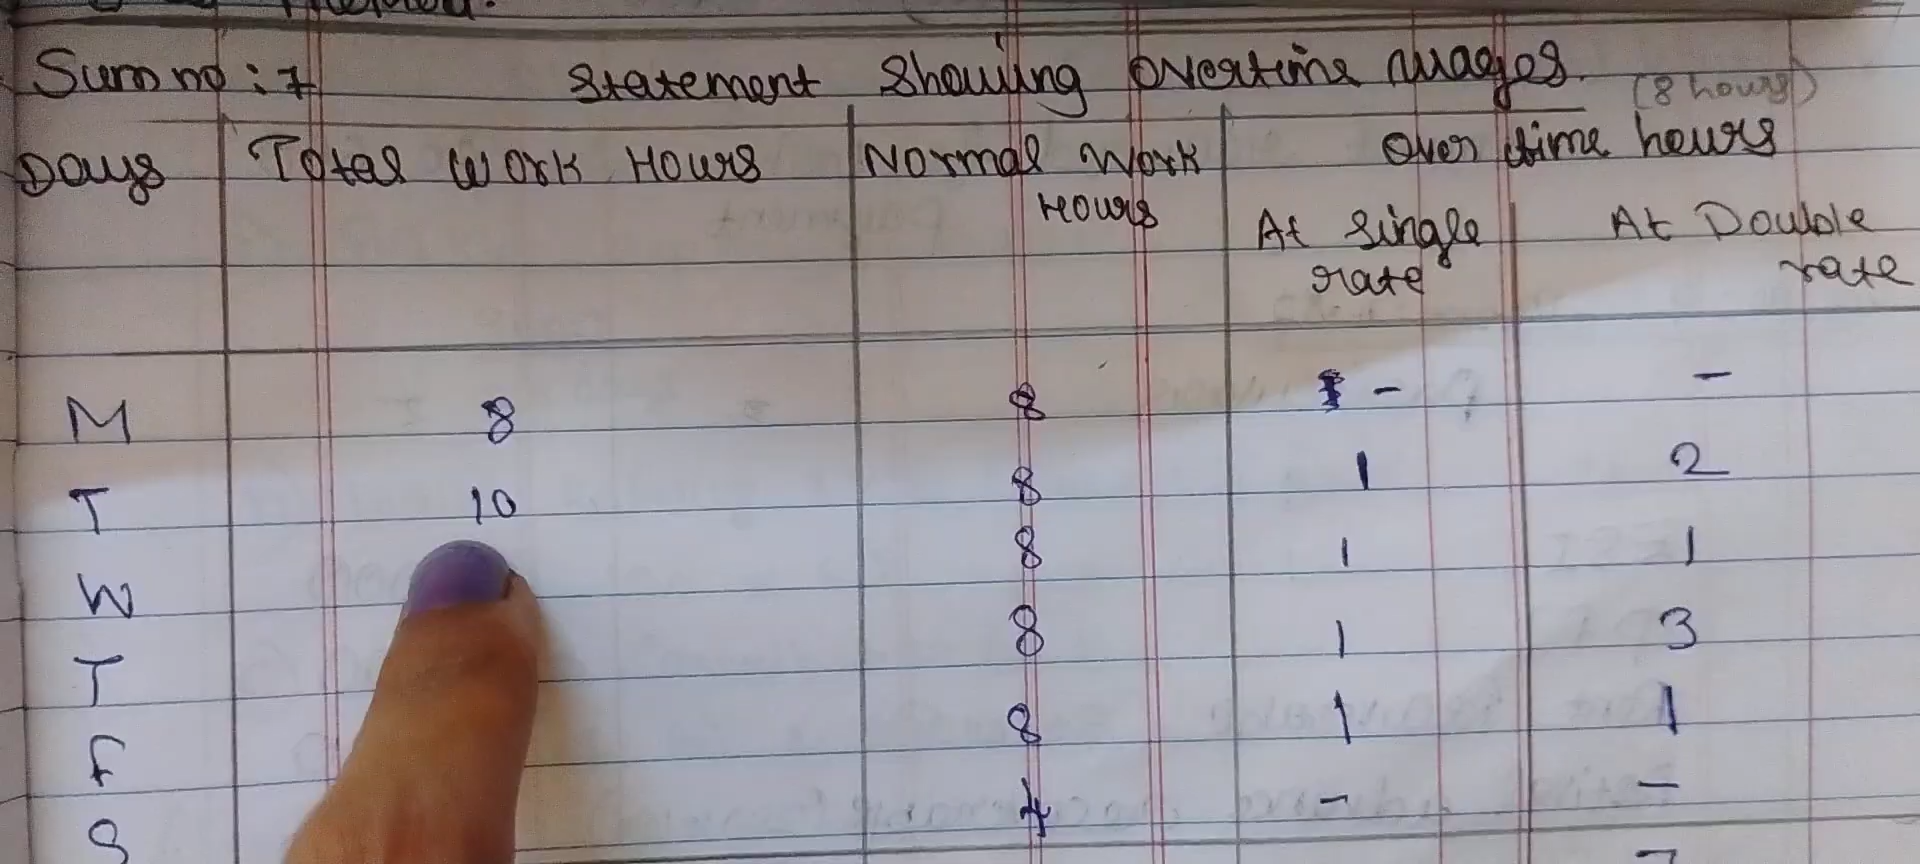 Sum no: 7 Statement Showing Overtime Wages.
(8 hours)
Days Total Work Hours Normal Work Hours Over time hours
At Single rate At Double rate
M 8 8 - -
T 10 8 1 2
W 8 1 1
T 8 1 3
F 8 1 1
S 4 - -
7